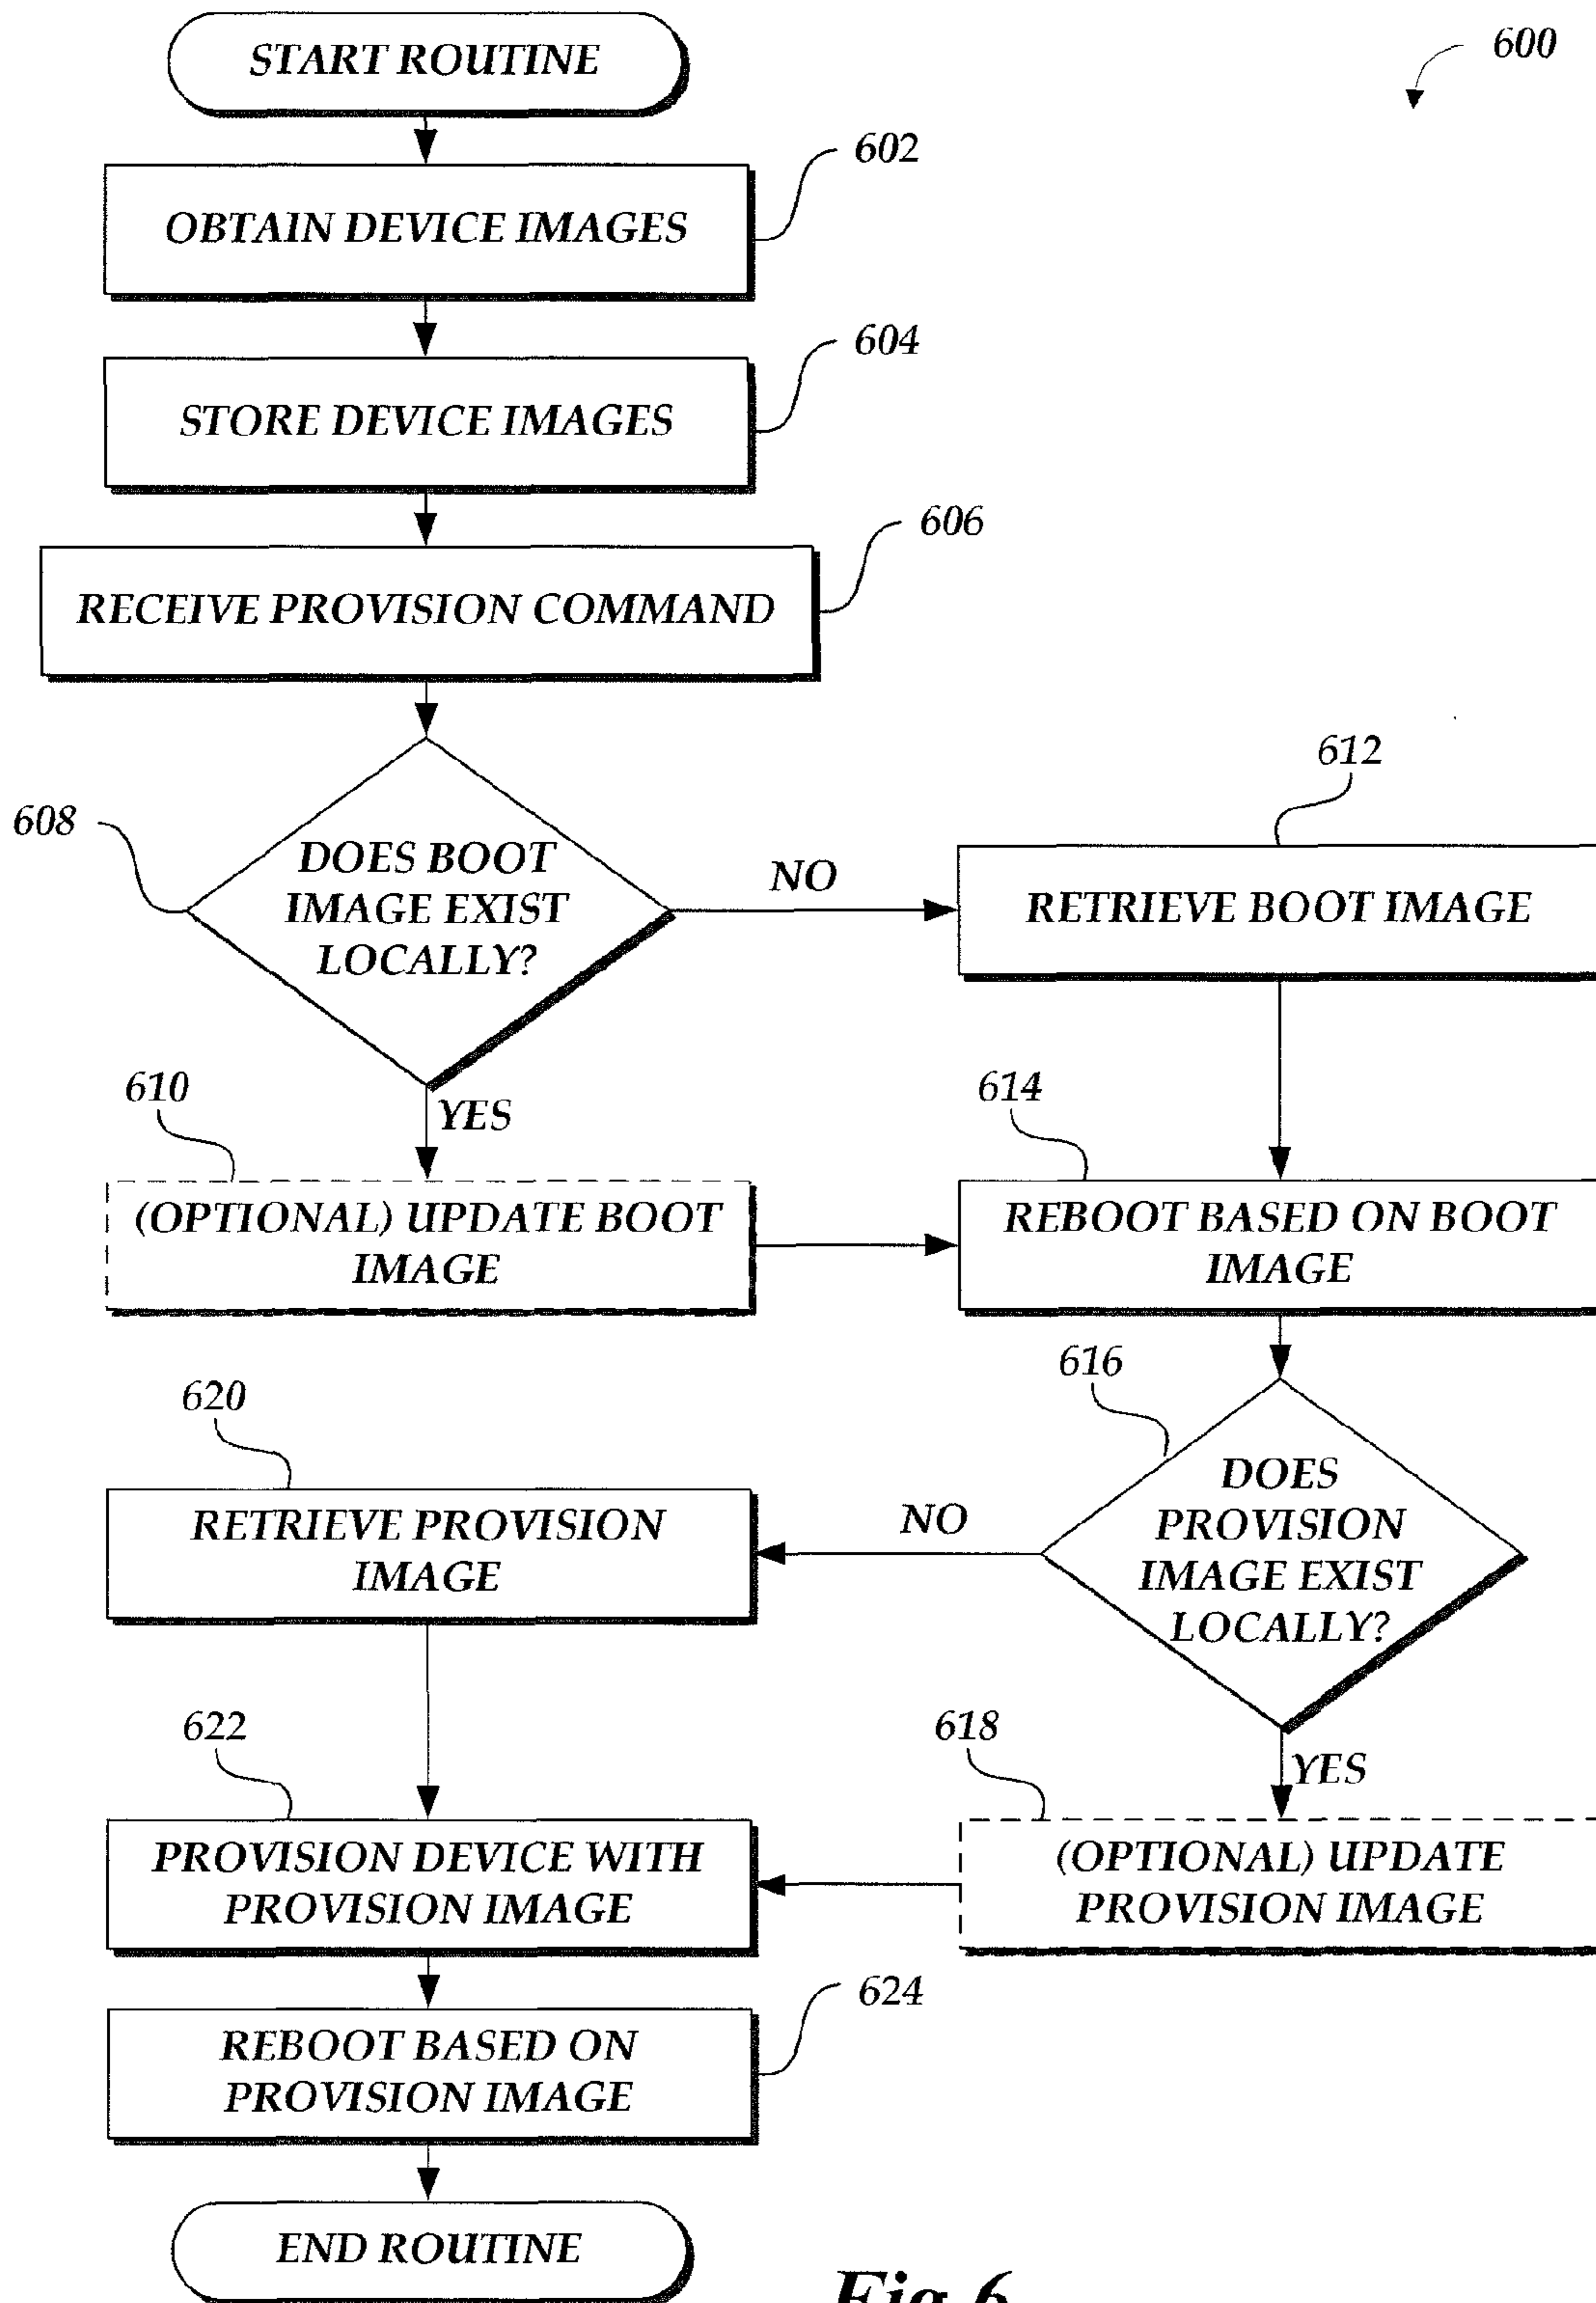 START ROUTINE
600
602
OBTAIN DEVICE IMAGES
604
STORE DEVICE IMAGES
606
RECEIVE PROVISION COMMAND
608
DOES BOOT
IMAGE EXIST
LOCALLY?
NO
612
RETRIEVE BOOT IMAGE
YES
610
(OPTIONAL) UPDATE BOOT
IMAGE
614
REBOOT BASED ON BOOT
IMAGE
616
DOES
PROVISION
IMAGE EXIST
LOCALLY?
NO
620
RETRIEVE PROVISION
IMAGE
YES
618
(OPTIONAL) UPDATE
PROVISION IMAGE
622
PROVISION DEVICE WITH
PROVISION IMAGE
624
REBOOT BASED ON
PROVISION IMAGE
END ROUTINE
Fig.6